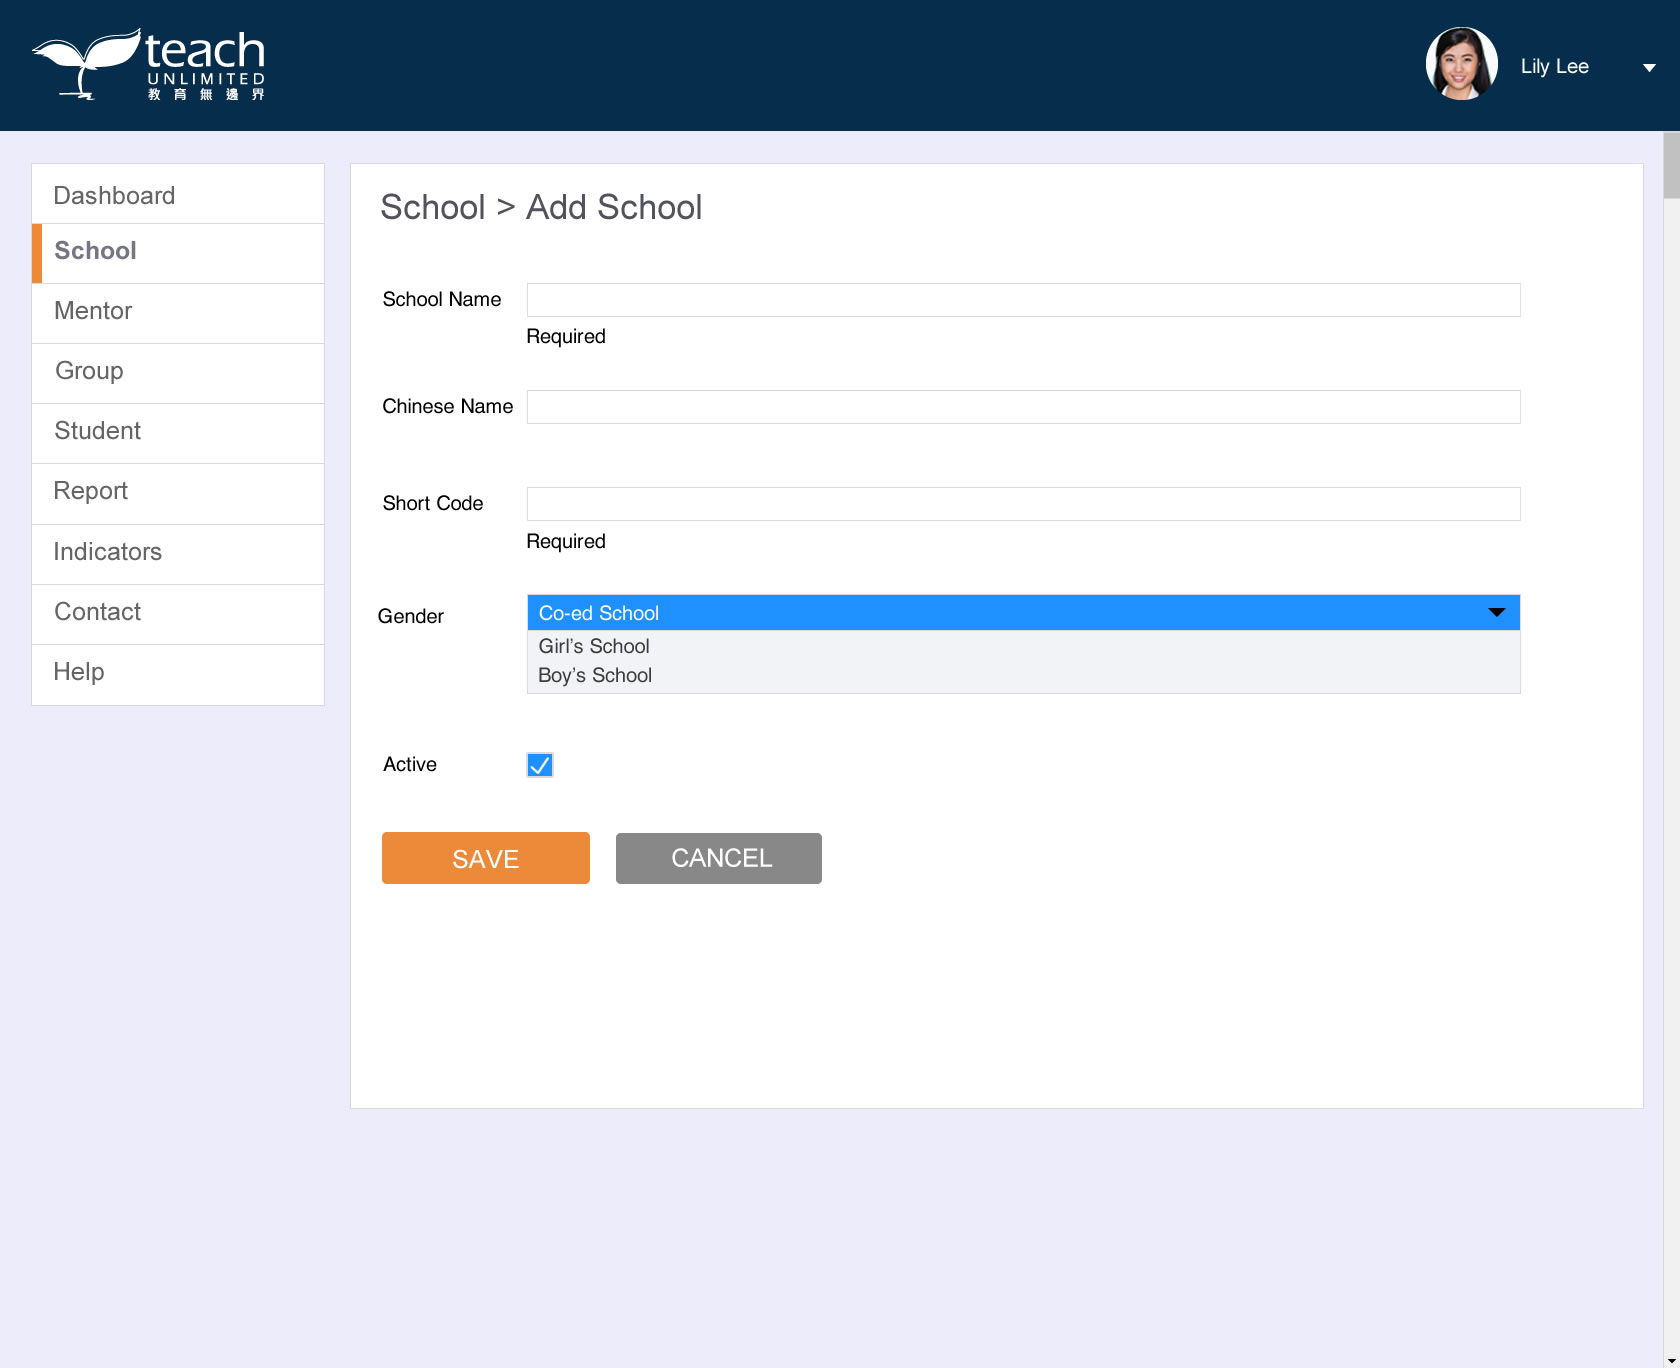 teach
UNLIMITED
教育無邊界
Lily Lee
Dashboard
School
Mentor
Group
Student
Report
Indicators
Contact
Help
School > Add School
School Name
Required
Chinese Name
Short Code
Required
Gender
Co-ed School
Girl’s School
Boy’s School
Active
SAVE
CANCEL